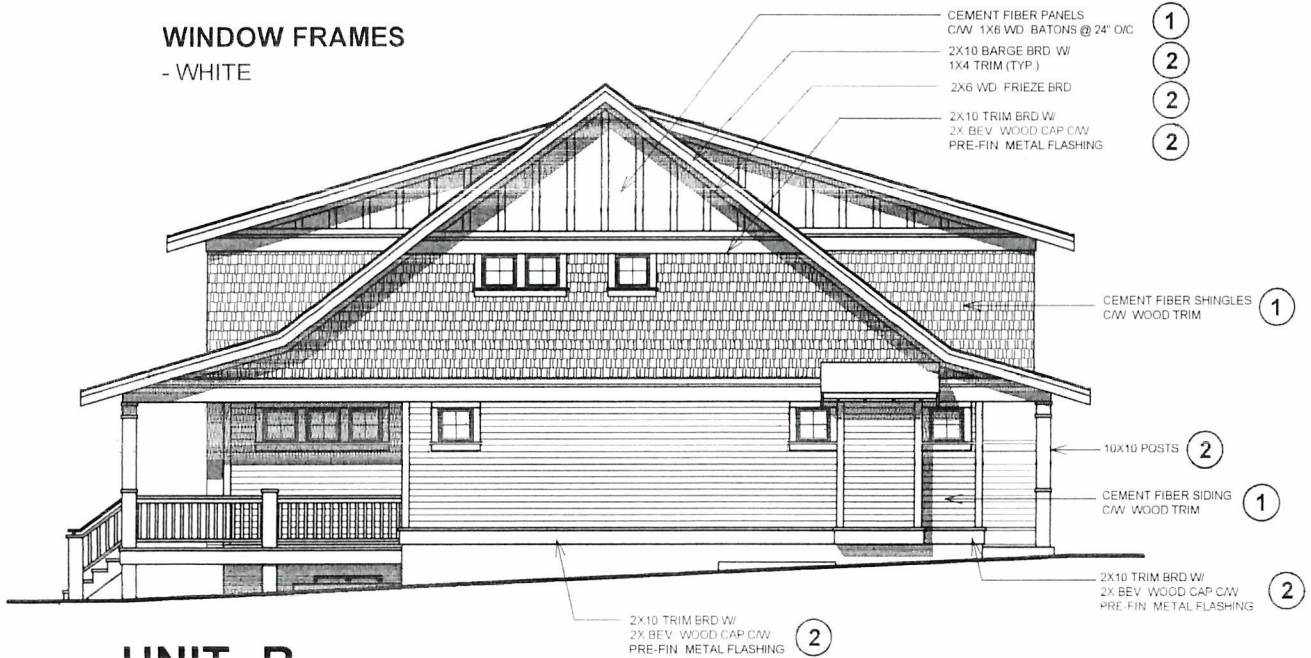 WINDOW FRAMES
- WHITE
CEMENT FIBER PANELS
C/W 1X6 WD BATONS @ 24" O/C
1
2X10 BARGE BRD W/
1X4 TRIM (TYP.)
2
2X6 WD FRIEZE BRD
2
2X10 TRIM BRD W/
2X BEV WOOD CAP C/W
PRE-FIN METAL FLASHING
2
CEMENT FIBER SHINGLES
C/W WOOD TRIM
1
10X10 POSTS
2
CEMENT FIBER SIDING
C/W WOOD TRIM
1
2X10 TRIM BRD W/
2X BEV WOOD CAP C/W
PRE-FIN METAL FLASHING
2
2X10 TRIM BRD W/
2X BEV WOOD CAP C/W
PRE-FIN METAL FLASHING
2
UNIT B